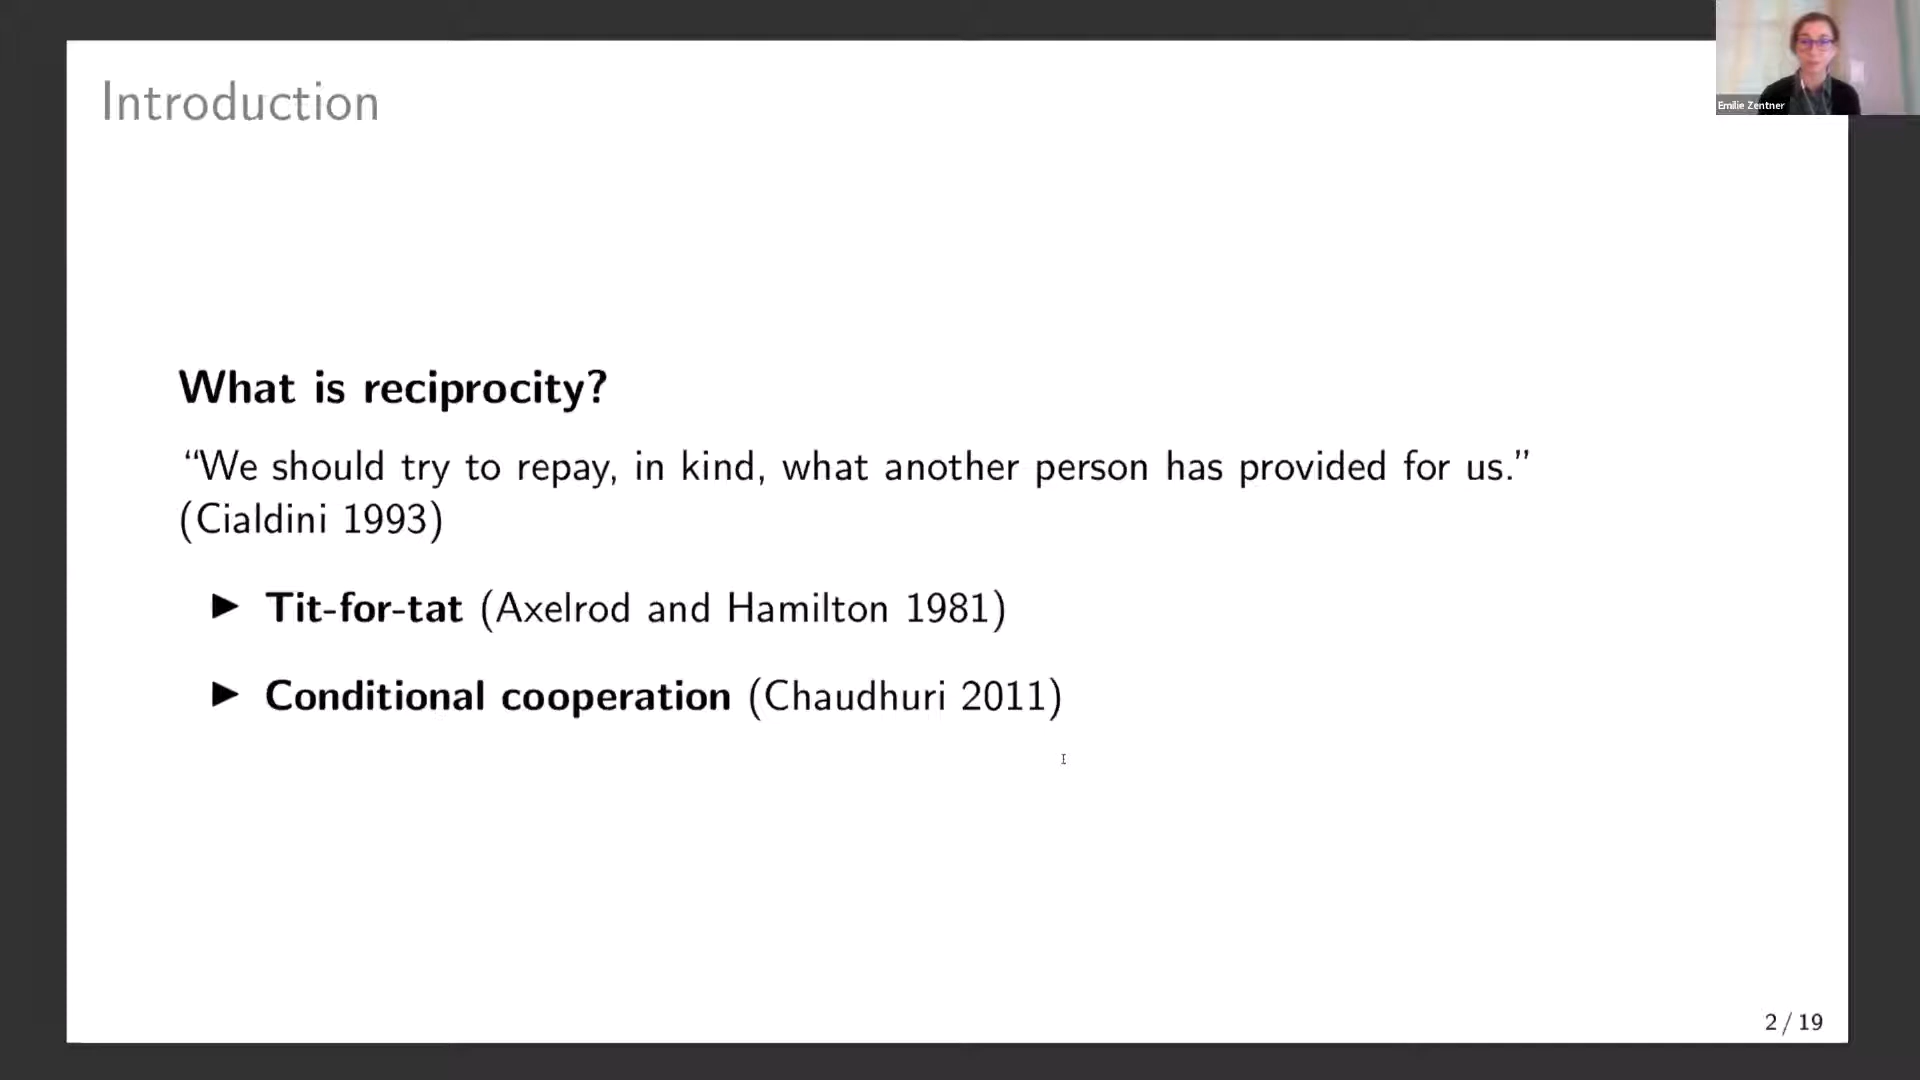 Introduction
Emilie Zentner
What is reciprocity?
“We should try to repay, in kind, what another person has provided for us.”
(Cialdini 1993)
▶ Tit-for-tat (Axelrod and Hamilton 1981)
▶ Conditional cooperation (Chaudhuri 2011)
2 / 19